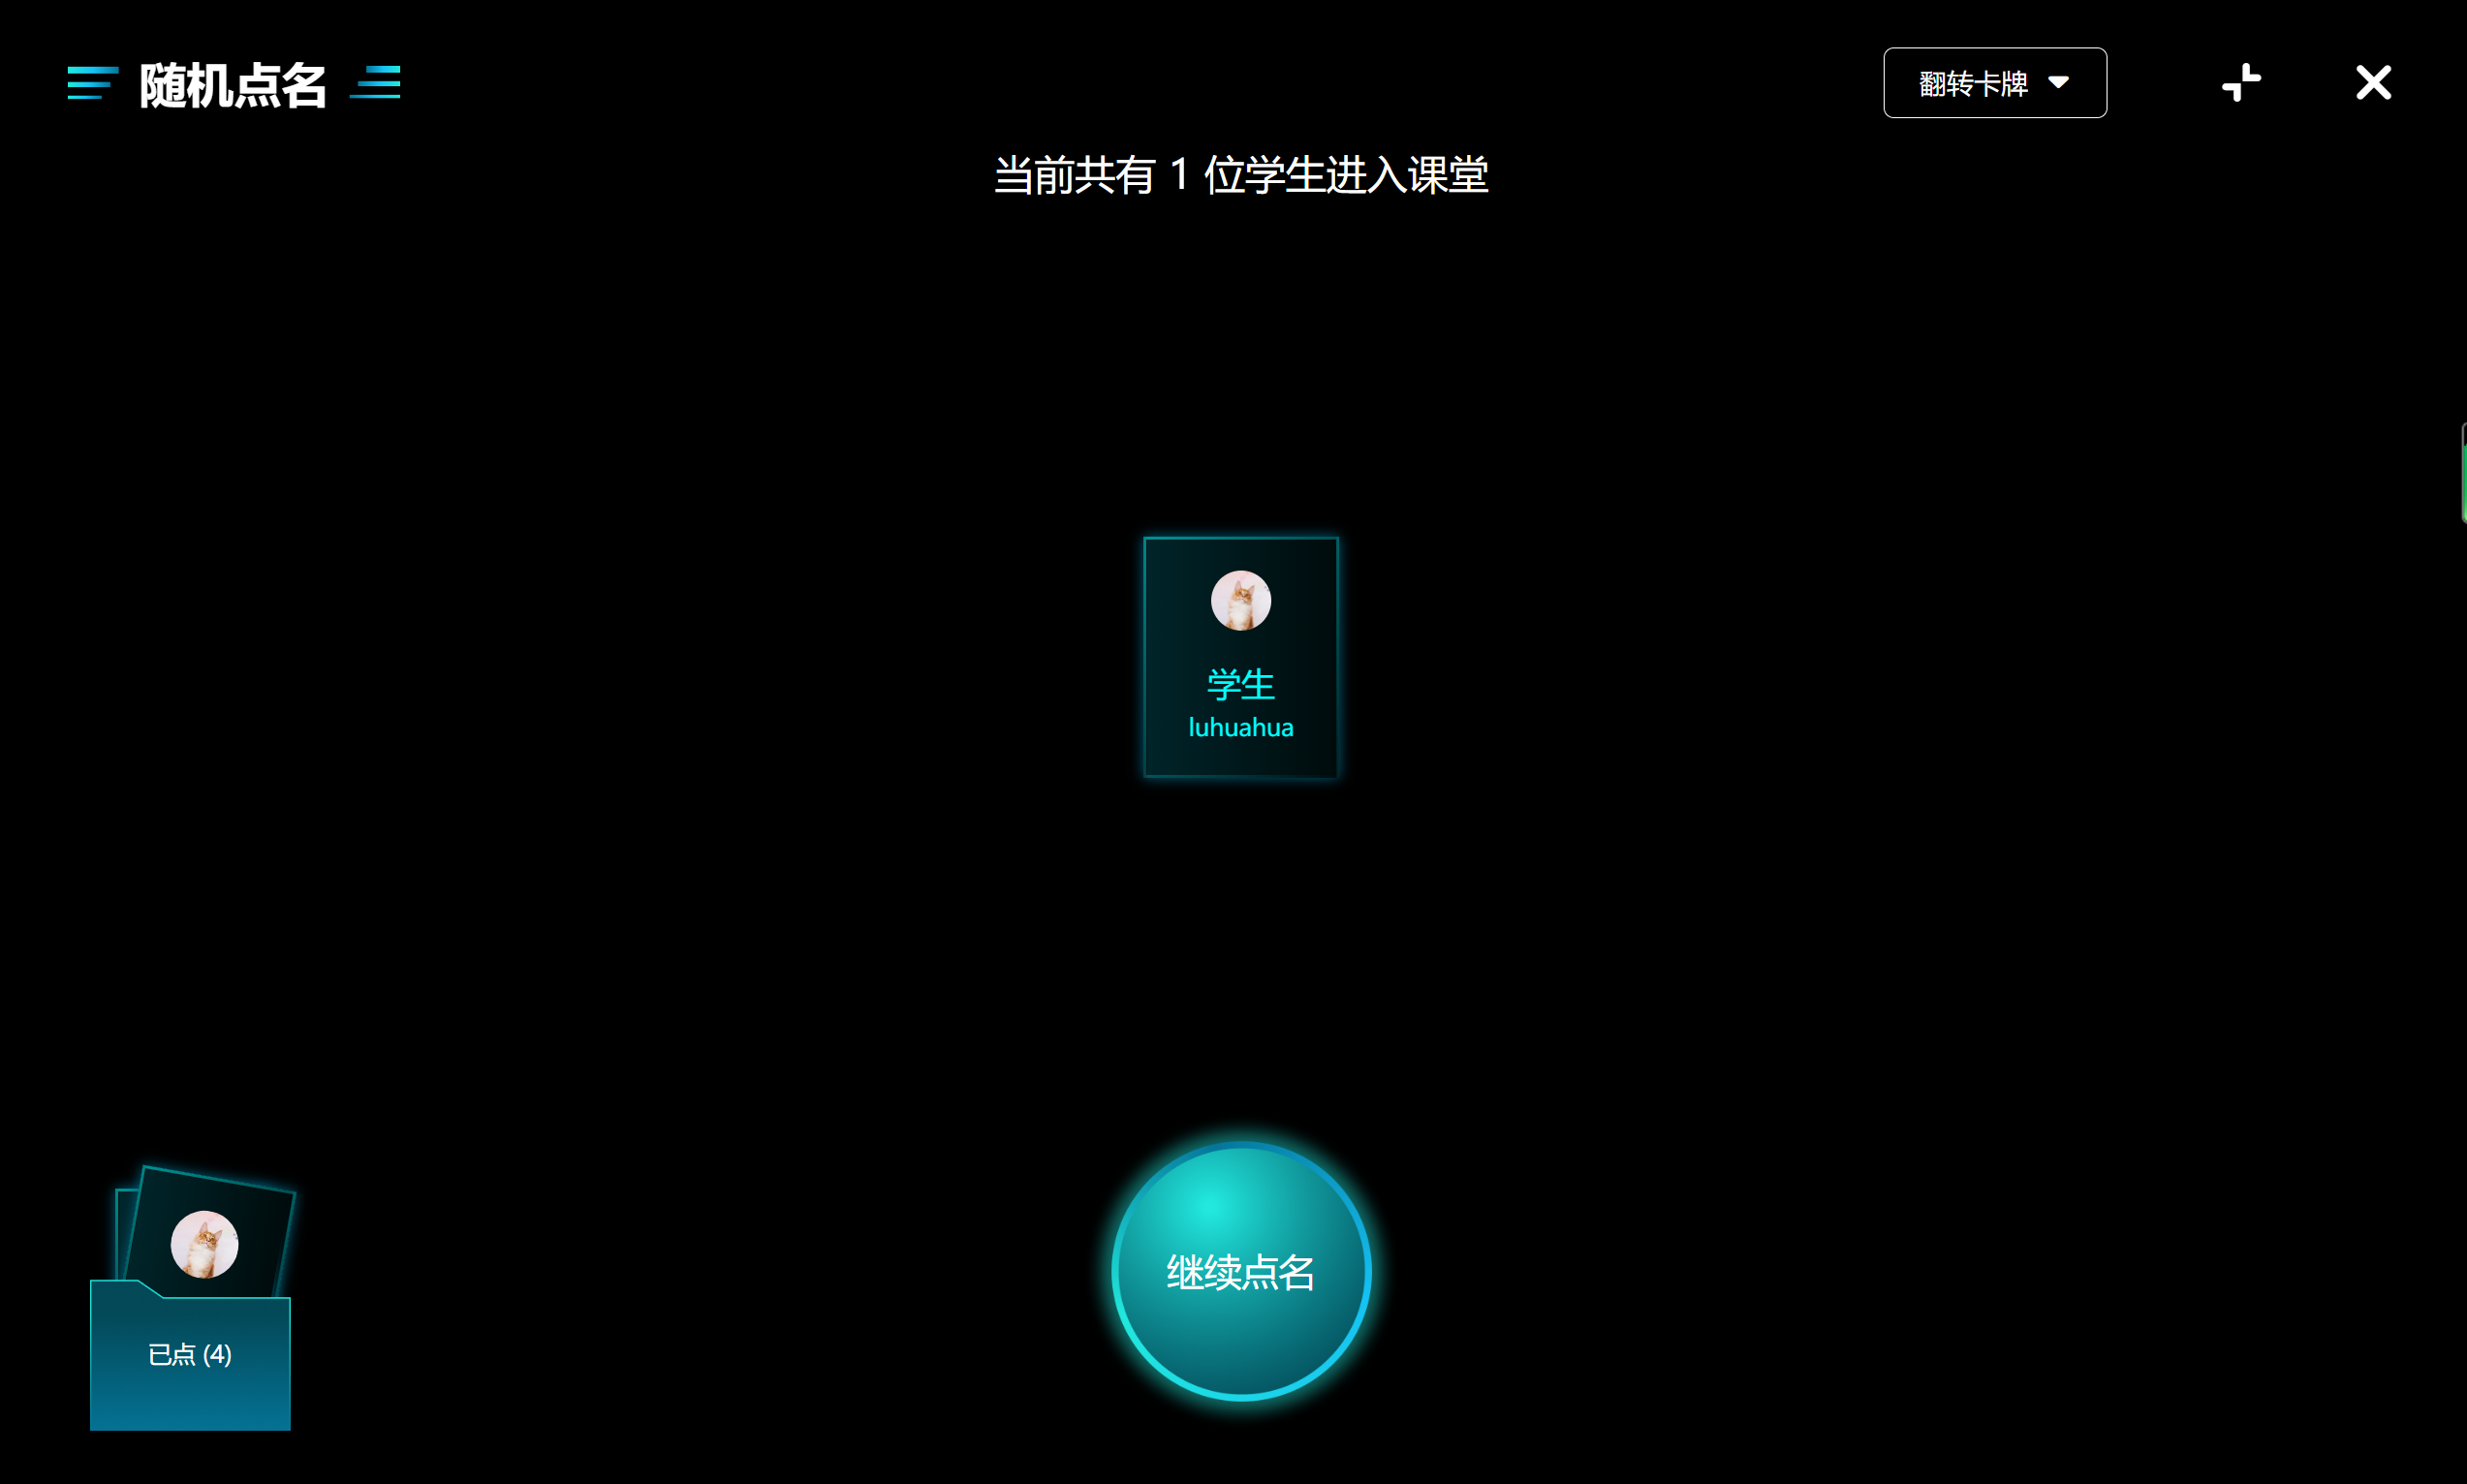 随机点名
翻转卡牌
当前共有 1 位学生进入课堂
学生
luhuahua
继续点名
已点 (4)